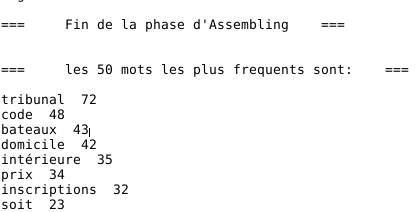 === Fin de la phase d'Assembling ===
=== les 50 mots les plus frequents sont: ===
tribunal 72
code 48
bateaux 43
domicile 42
intérieure 35
prix 34
inscriptions 32
soit 23